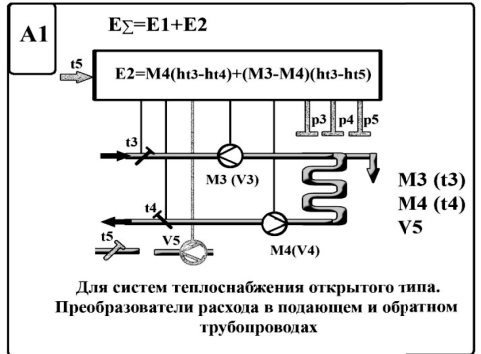 A1
E∑=E1+E2
t5
E2=M4(ht3-ht4)+(M3-M4)(ht3-ht5)
p3 p4 p5
t3
M3 (V3)
M3 (t3)
t4
M4 (t4)
t5
V5
V5
M4(V4)
Для систем теплоснабжения открытого типа.
Преобразователи расхода в подающем и обратном
трубопроводах